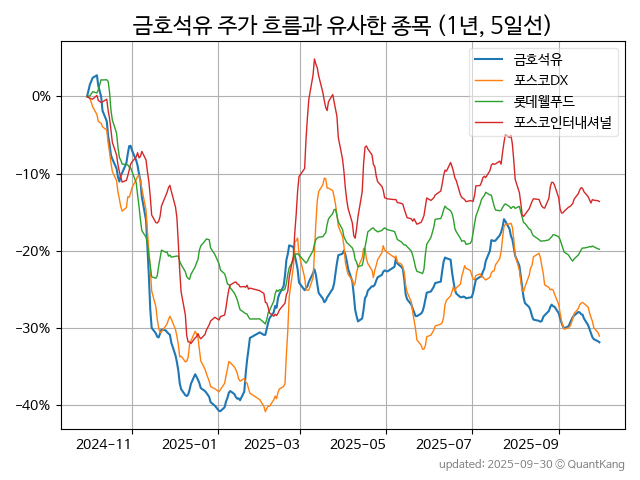 금호석유 주가 흐름과 유사한 종목 (1년, 5일선)
금호석유
포스코DX
롯데웰푸드
포스코인터내셔널
0%
−10%
−20%
−30%
−40%
2024-11
2025-01
2025-03
2025-05
2025-07
2025-09
updated: 2025-09-30 © QuantKang